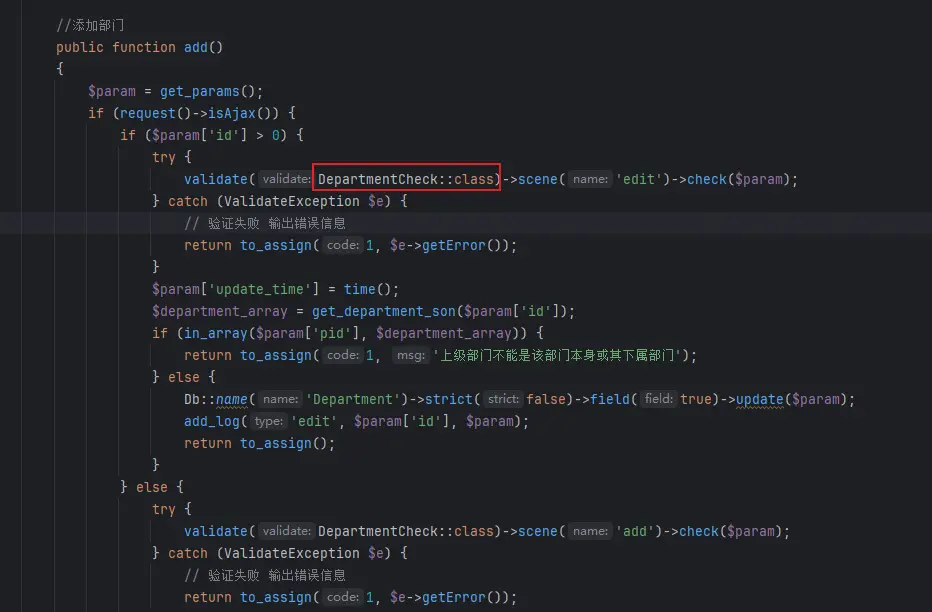 //添加部门
public function add()
{
$param = get_params();
if (request()->isAjax()) {
if ($param['id'] > 0) {
try {
validate( validate: DepartmentCheck::class)->scene( name: 'edit')->check($param);
} catch (ValidateException $e) {
// 验证失败 输出错误信息
return to_assign( code: 1, $e->getError());
}
$param['update_time'] = time();
$department_array = get_department_son($param['id']);
if (in_array($param['pid'], $department_array)) {
return to_assign( code: 1, msg: '上级部门不能是该部门本身或其下属部门');
} else {
Db::name( name: 'Department')->strict( strict: false)->field( field: true)->update($param);
add_log( type: 'edit', $param['id'], $param);
return to_assign();
}
} else {
try {
validate( validate: DepartmentCheck::class)->scene( name: 'add')->check($param);
} catch (ValidateException $e) {
// 验证失败 输出错误信息
return to_assign( code: 1, $e->getError());